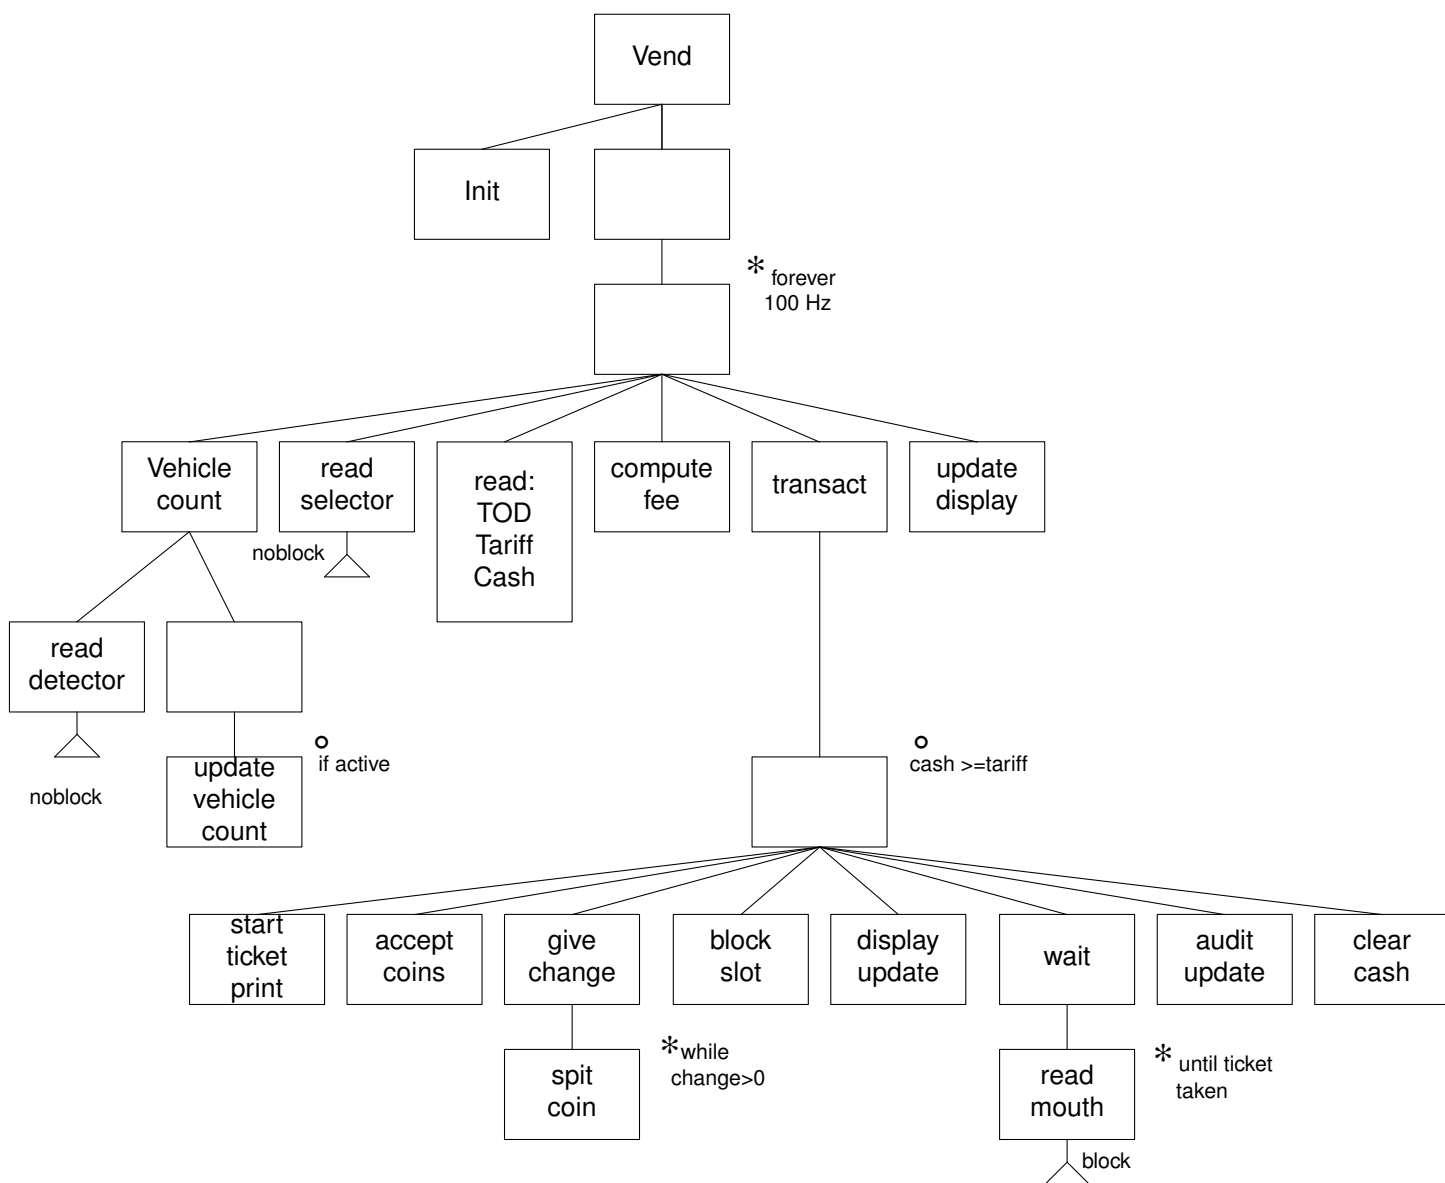 Vend
Init
* forever
100 Hz
Vehicle
count
read
selector
read:
TOD
Tariff
Cash
compute
fee
transact
update
display
noblock
read
detector
if active
cash >=tariff
update
vehicle
count
noblock
start
ticket
print
accept
coins
give
change
block
slot
display
update
wait
audit
update
clear
cash
spit
coin
*while
change>0
read
mouth
* until ticket
taken
block